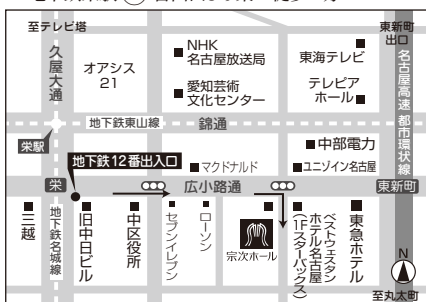 至テレビ塔
久屋大通
オアシス
21
NHK
名古屋放送局
愛知芸術
文化センター
東海テレビ
テレピア
ホール
東新町
出口
名古屋高速 都市環状線
地下鉄東山線
錦通
栄駅
地下鉄12番出入口
中部電力
マクドナルド
ユニゾイン名古屋
栄
広小路通
東新町
三越
地下鉄名城線
旧中日ビル
中区役所
セブンイレブン
ローソン
宗次ホール
ベストウェスタン
ホテル名古屋
(1Fスターバックス)
東急ホテル
N
至丸太町